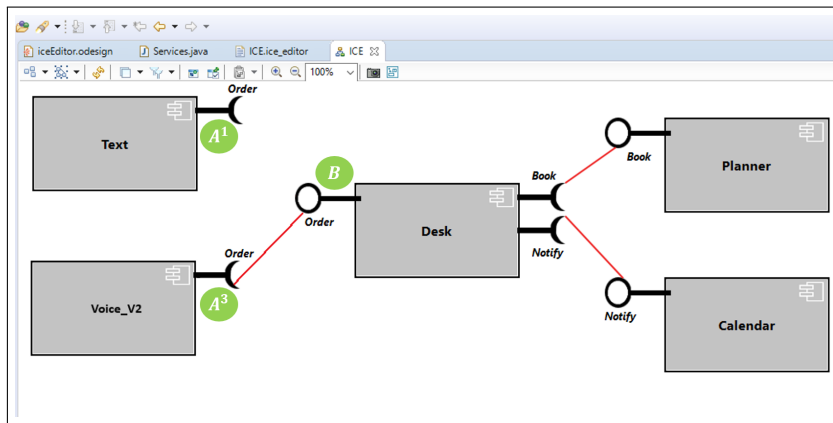 iceEditor.odesign Services.java ICE.ice_editor ICE
100%
Order
Text
A¹
Book
Planner
B
Book
Order
Desk
Order
Notify
Voice_V2
A³
Notify
Calendar